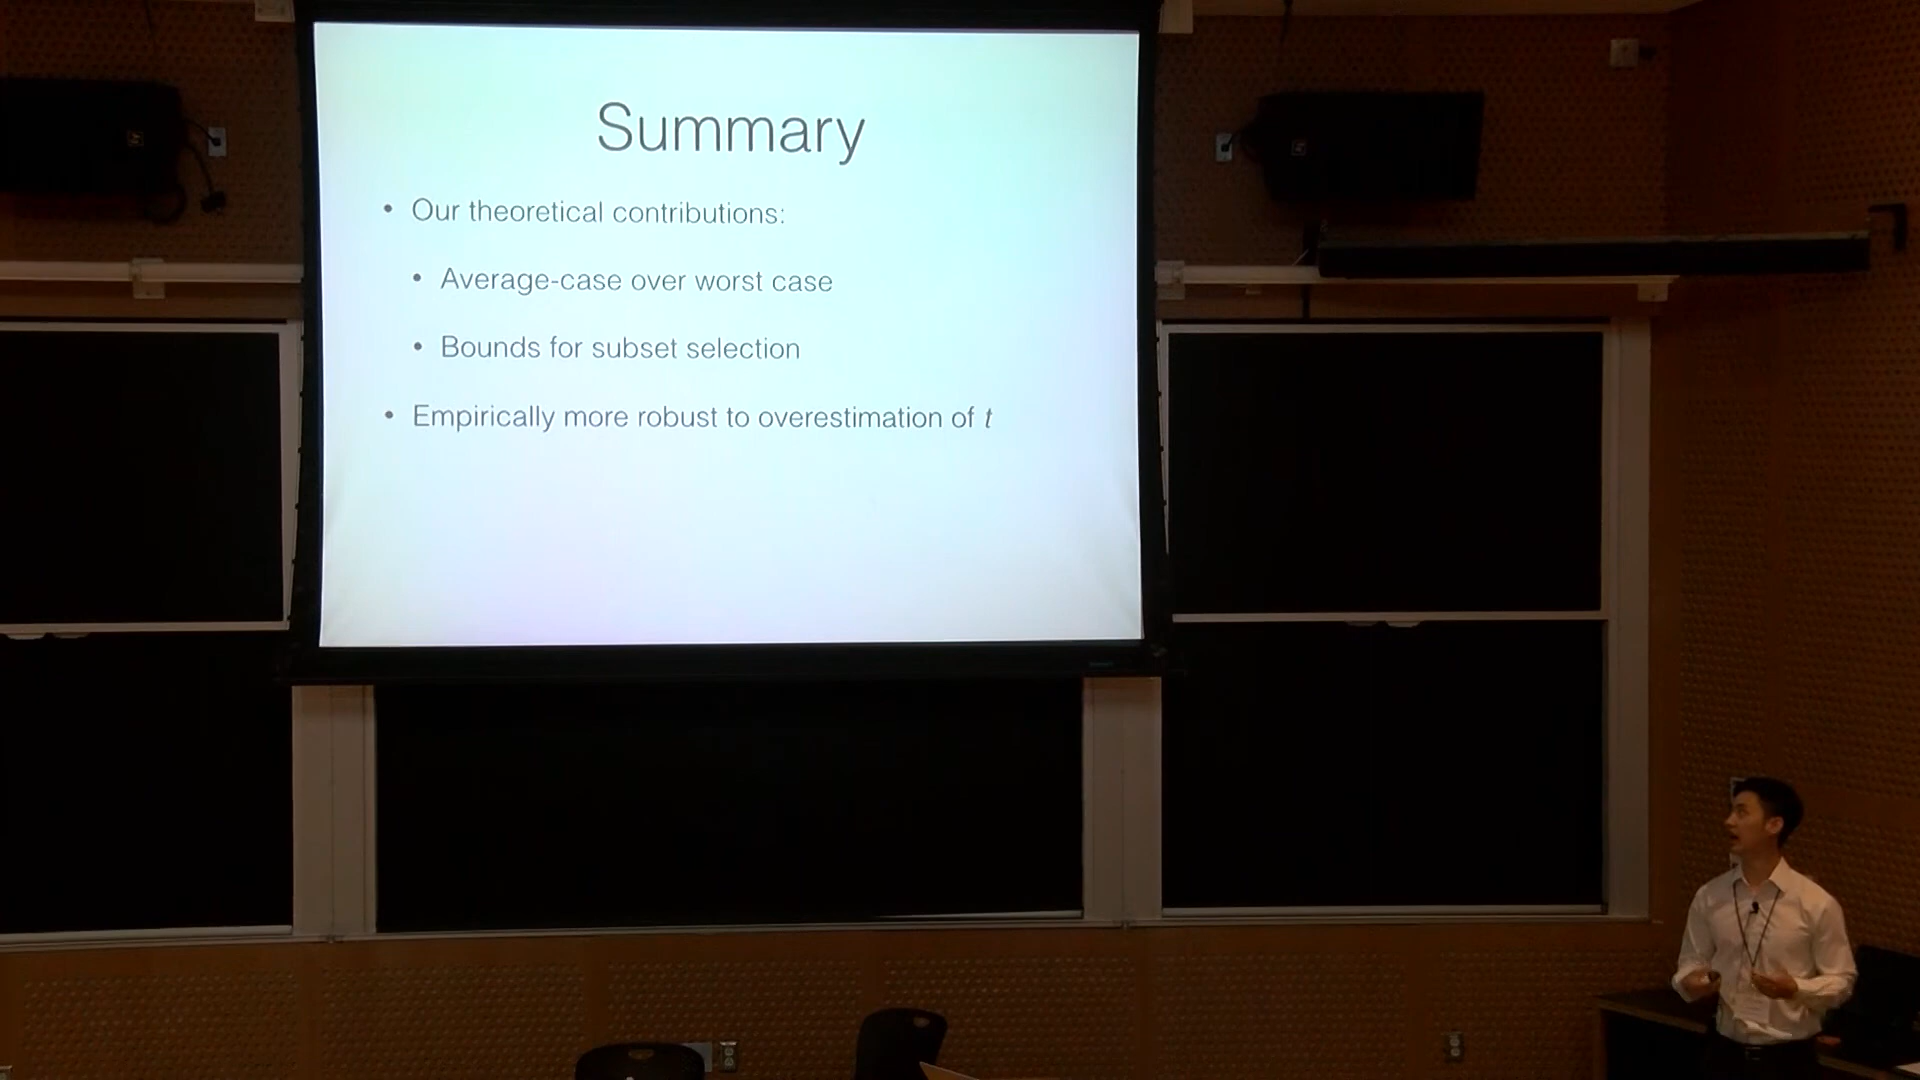 Summary
• Our theoretical contributions:
• Average-case over worst case
• Bounds for subset selection
• Empirically more robust to overestimation of t